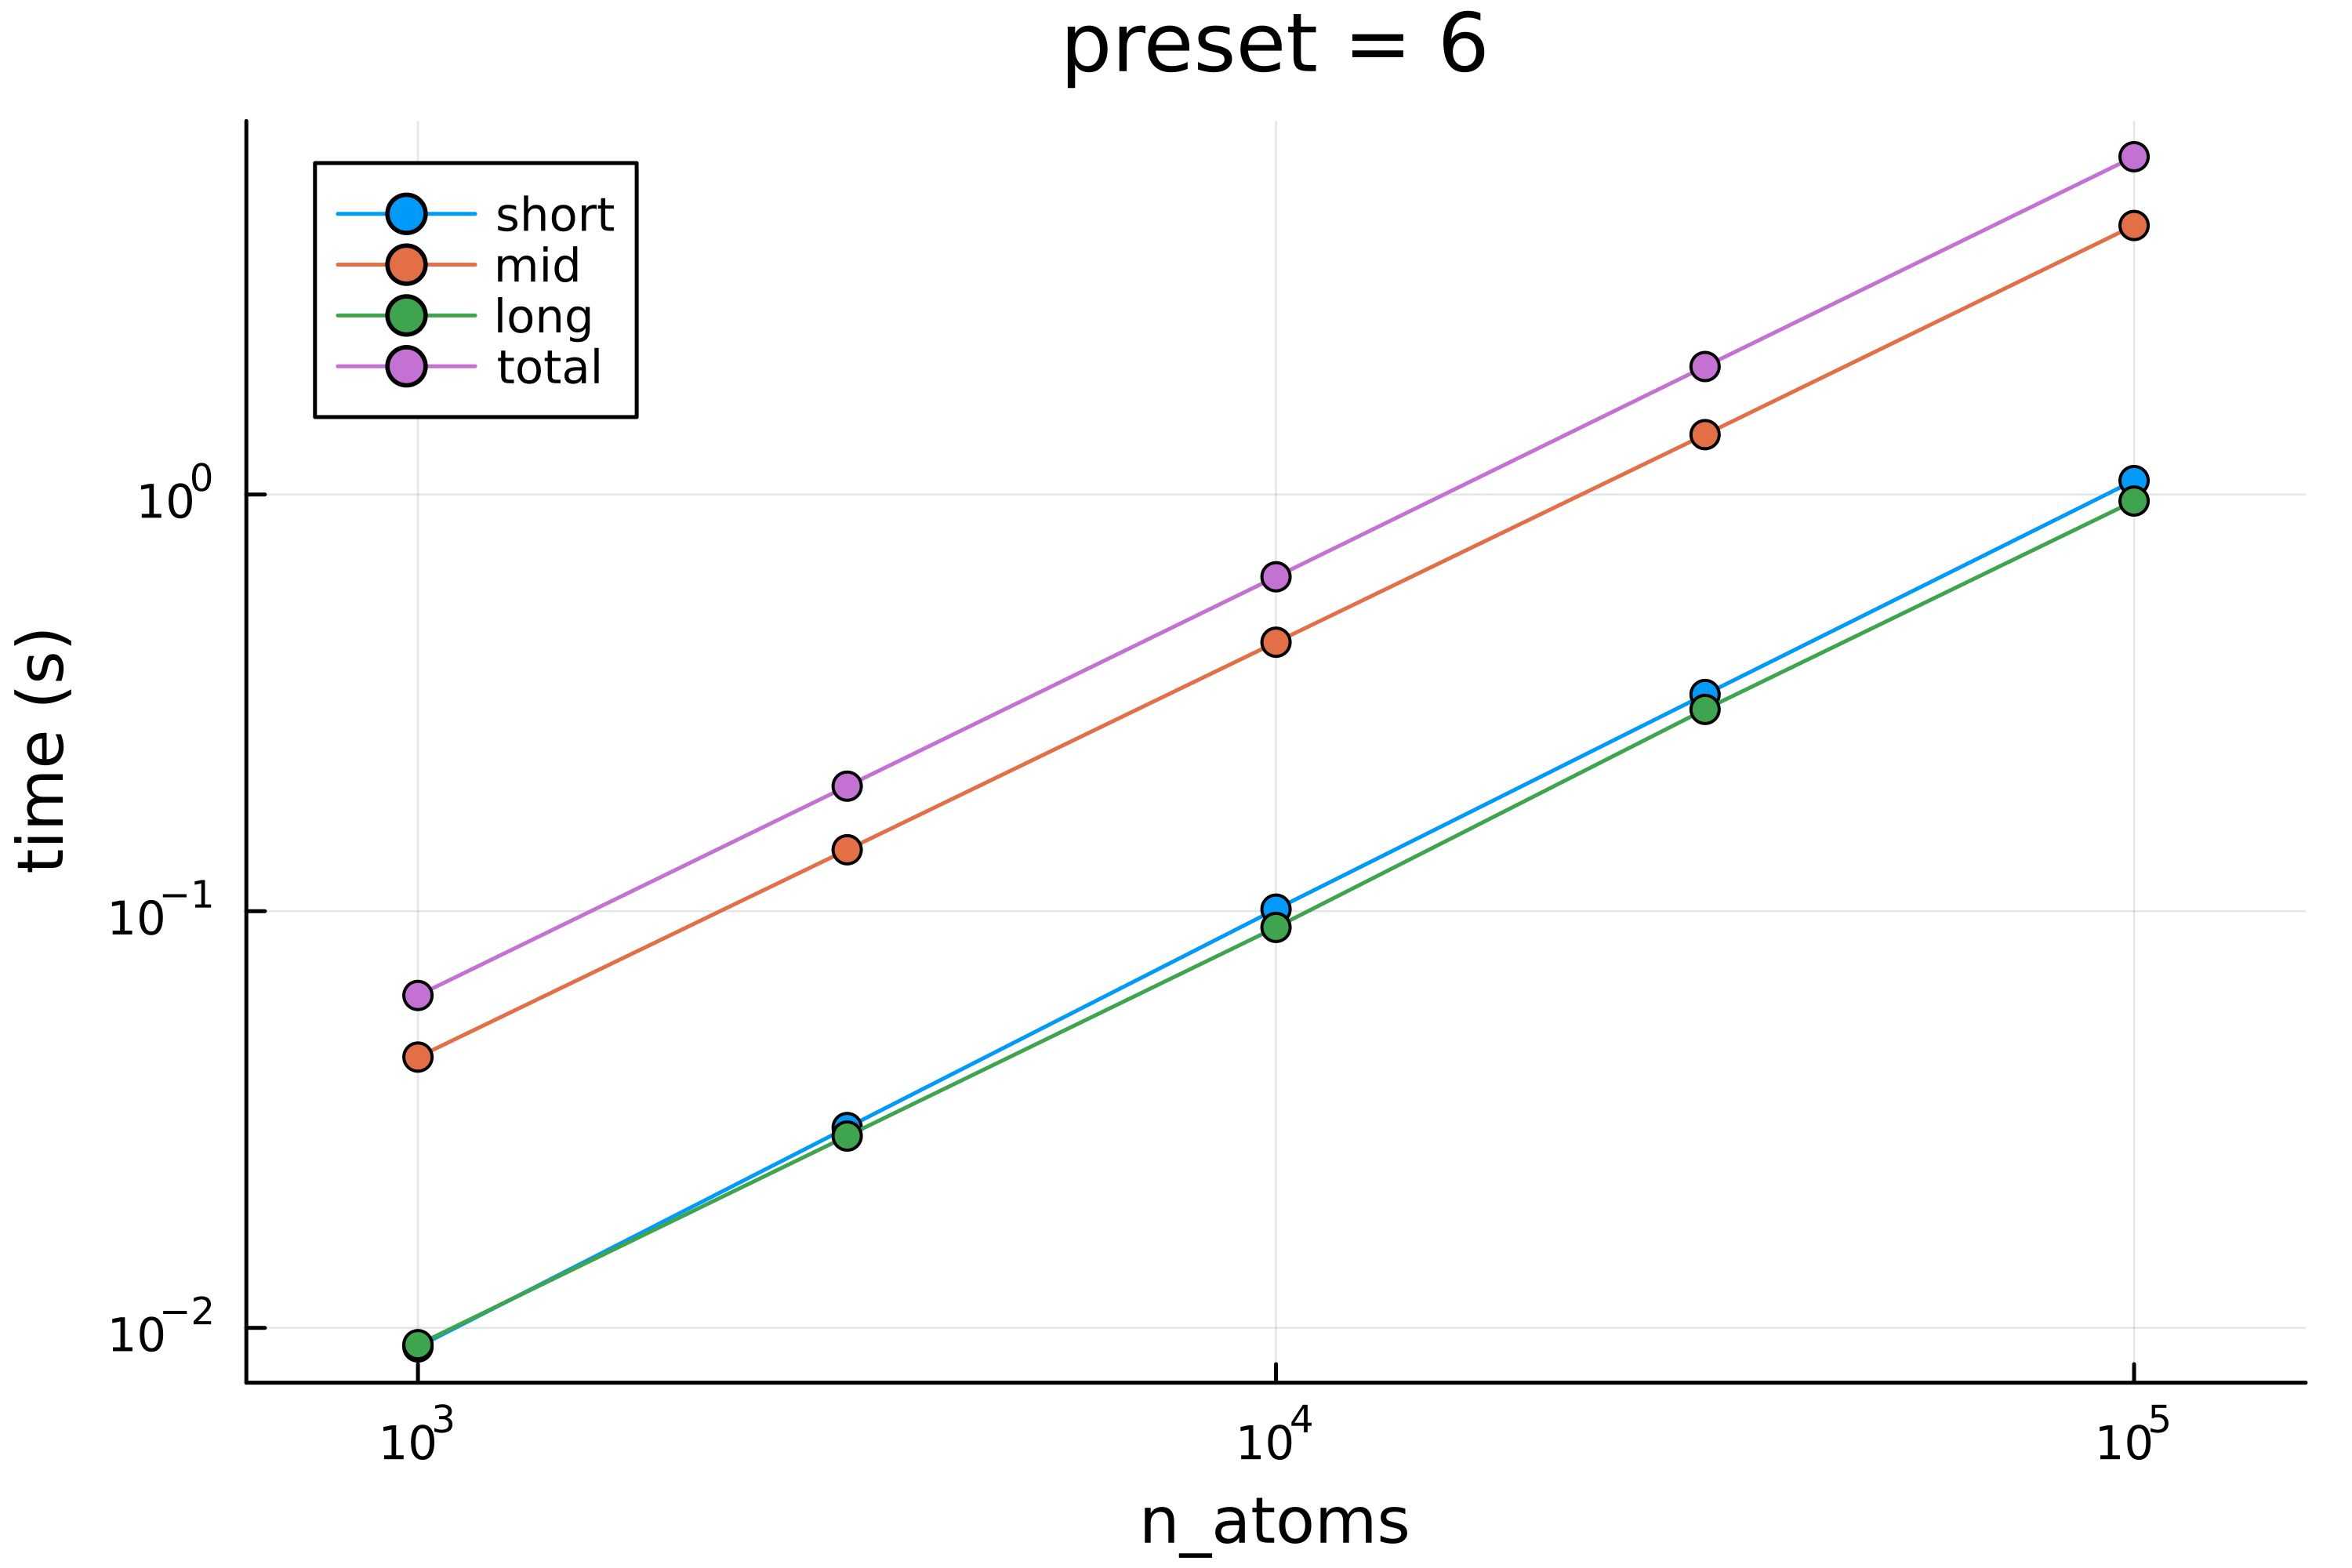 preset = 6
short
mid
long
total
time (s)
10⁰
10⁻¹
10⁻²
10³
10⁴
10⁵
n_atoms